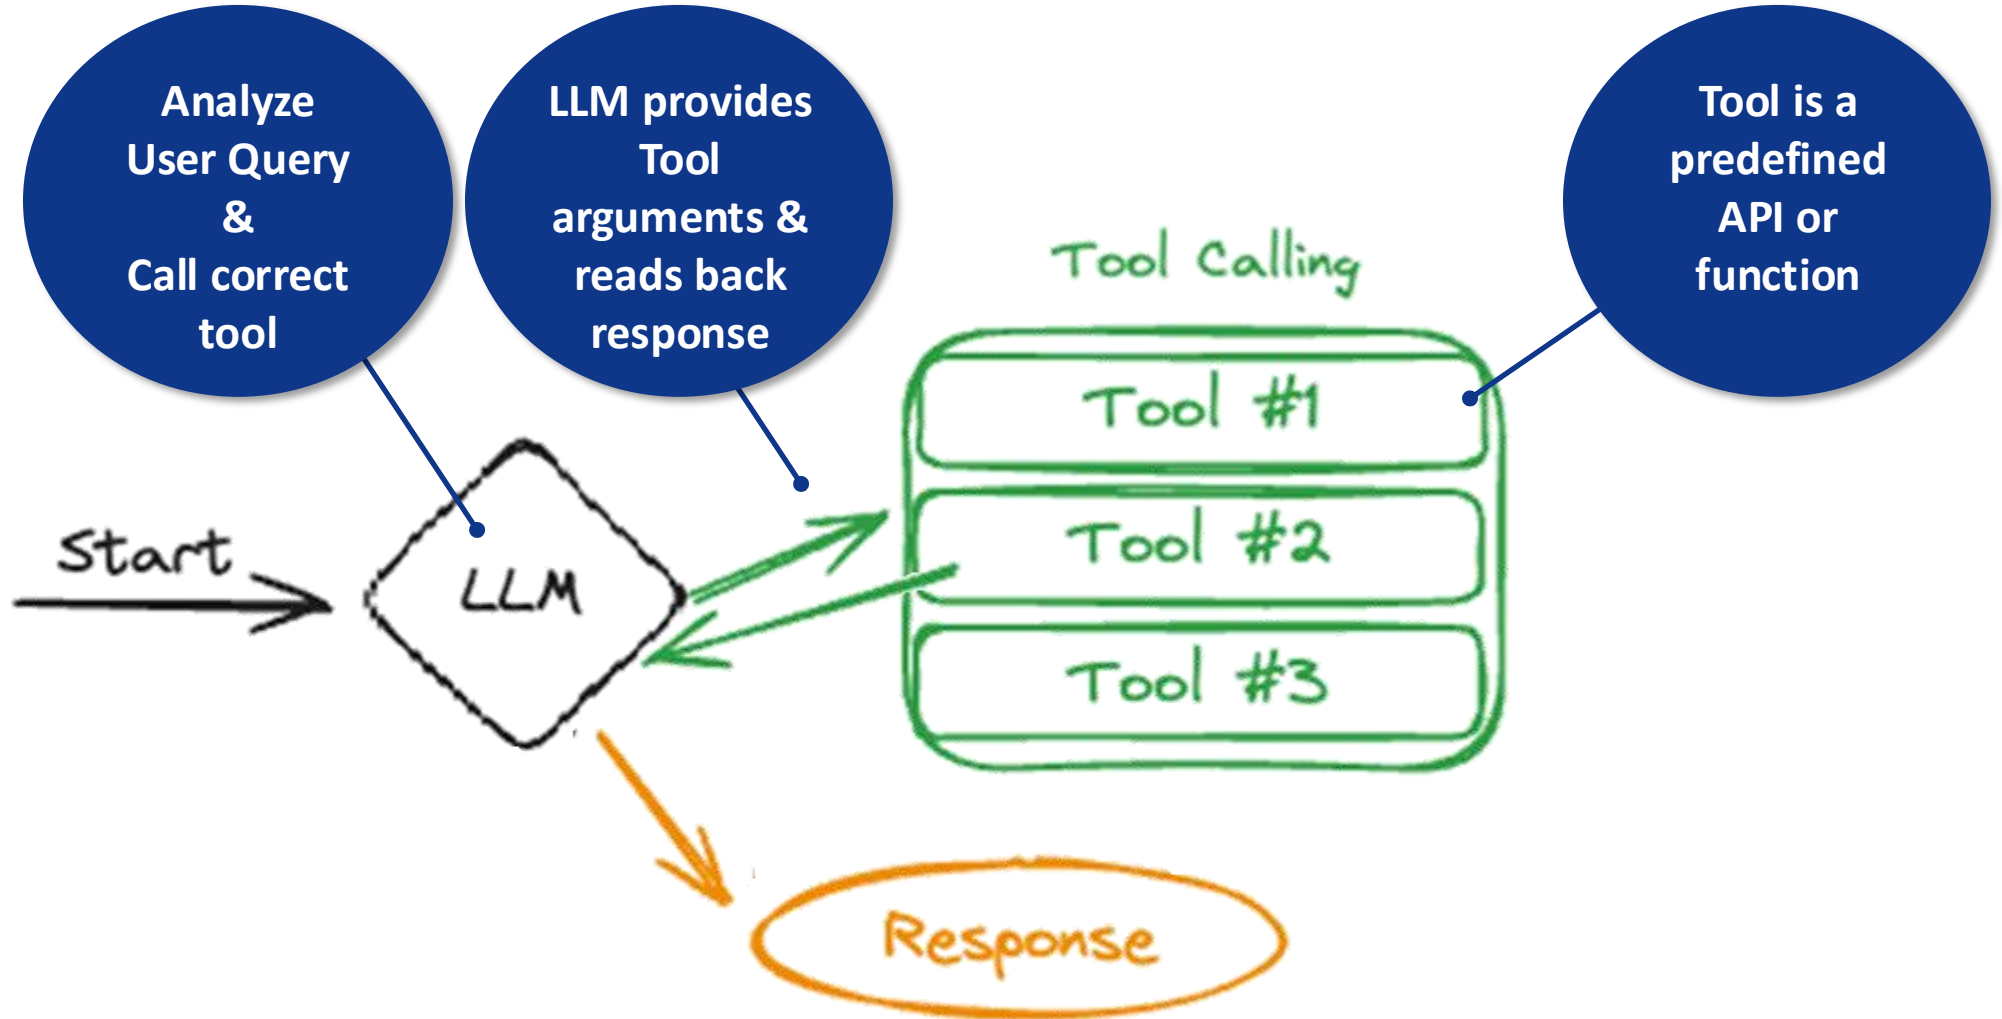 Analyze
User Query
&
Call correct
tool
LLM provides
Tool
arguments &
reads back
response
Tool is a
predefined
API or
function
Tool Calling
Tool #1
Tool #2
Tool #3
Start
LLM
Response